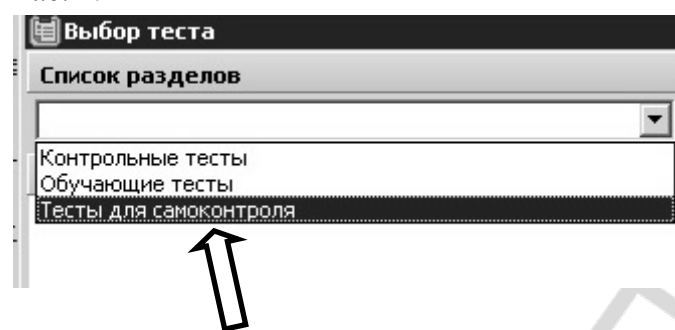 Выбор теста
Список разделов
Контрольные тесты
Обучающие тесты
Тесты для самоконтроля